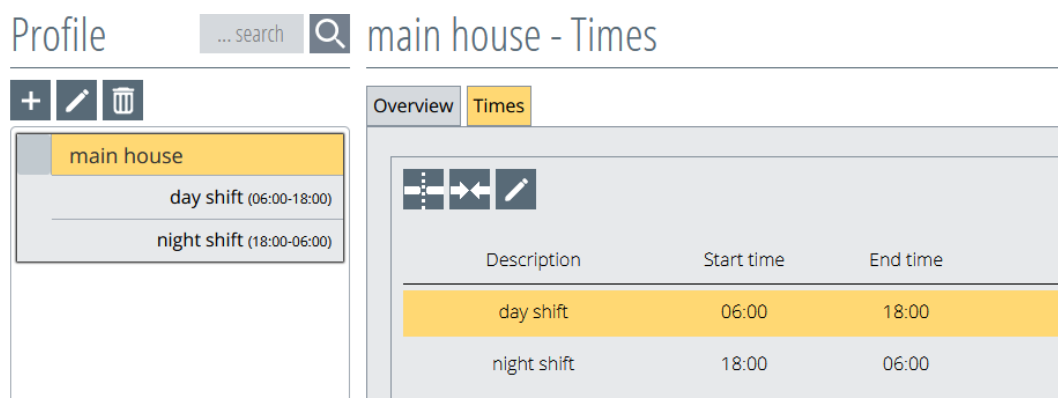 Profile
... search
main house
day shift (06:00-18:00)
night shift (18:00-06:00)
main house - Times
Overview Times
Description Start time End time
day shift 06:00 18:00
night shift 18:00 06:00